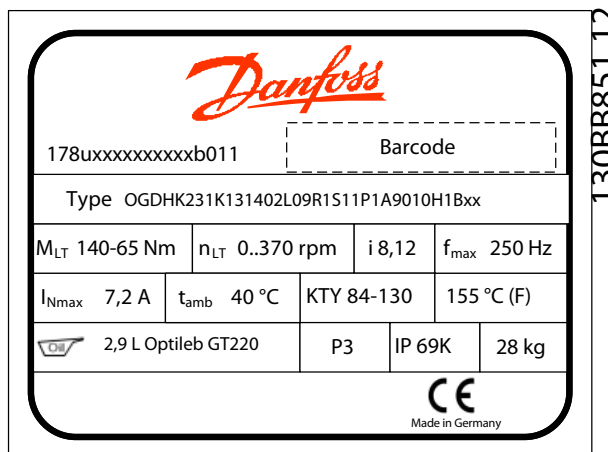 Danfoss
178uxxxxxxxxxxb011 Barcode
Type OGDHK231K131402L09R1S11P1A9010H1Bxx
MLT 140-65 Nm nLT 0..370 rpm i 8,12 fmax 250 Hz
INmax 7,2 A tamb 40 °C KTY 84-130 155 °C (F)
Oil 2,9 L Optileb GT220 P3 IP 69K 28 kg
CE
Made in Germany
130BB851.12